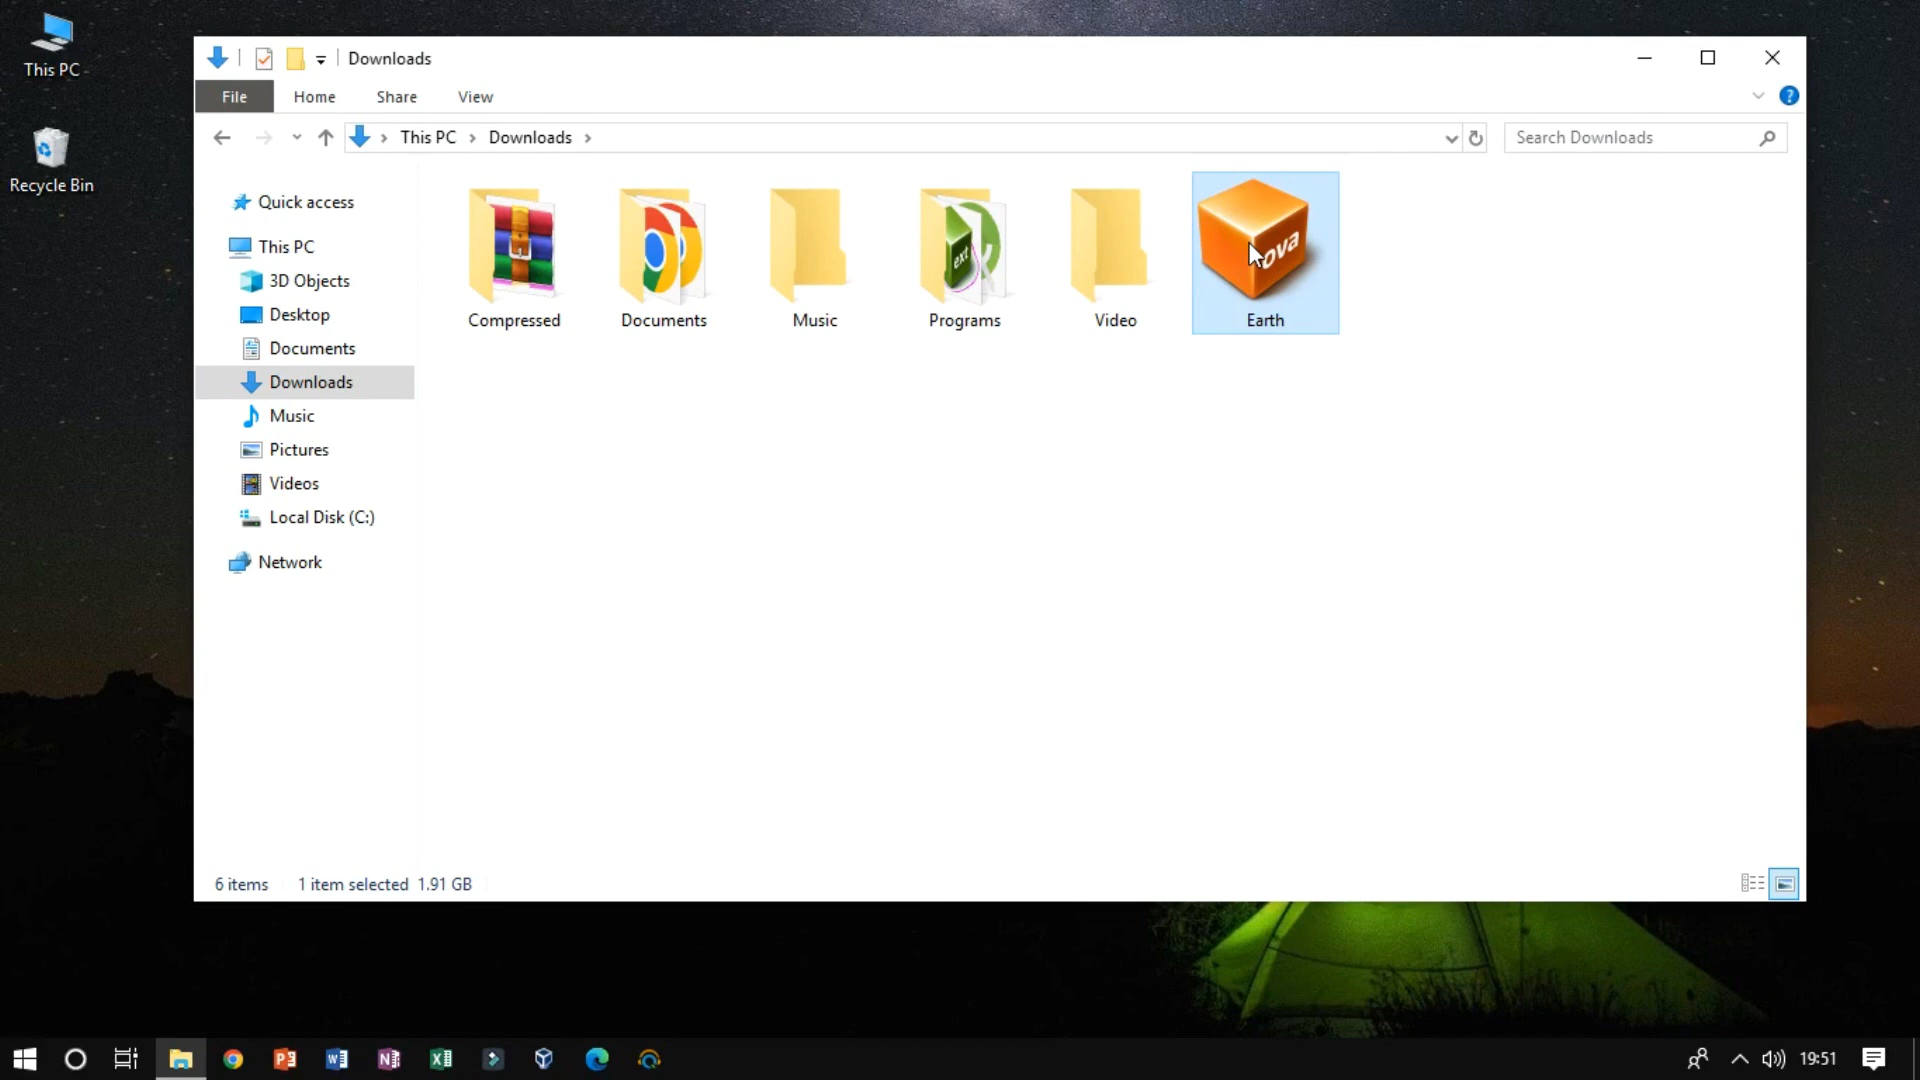 This PC
Recycle Bin
Downloads
File Home Share View
This PC Downloads
Search Downloads
Quick access
This PC
3D Objects
Desktop
Documents
Downloads
Music
Pictures
Videos
Local Disk (C:)
Network
ext
ova
Compressed Documents Music Programs Video Earth
6 items 1 item selected 1.91 GB
19:51